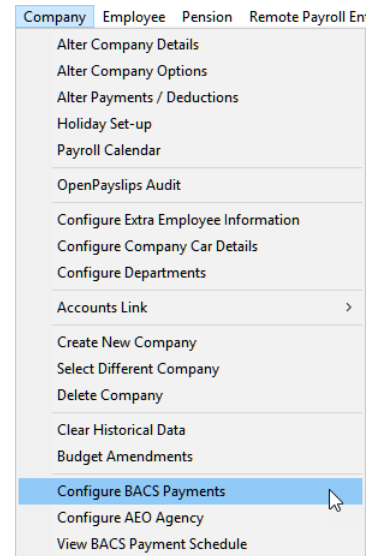 Company Employee Pension Remote Payroll
Alter Company Details
Alter Company Options
Alter Payments / Deductions
Holiday Set-up
Payroll Calendar
OpenPayslips Audit
Configure Extra Employee Information
Configure Company Car Details
Configure Departments
Accounts Link >
Create New Company
Select Different Company
Delete Company
Clear Historical Data
Budget Amendments
Configure BACS Payments
Configure AEO Agency
View BACS Payment Schedule